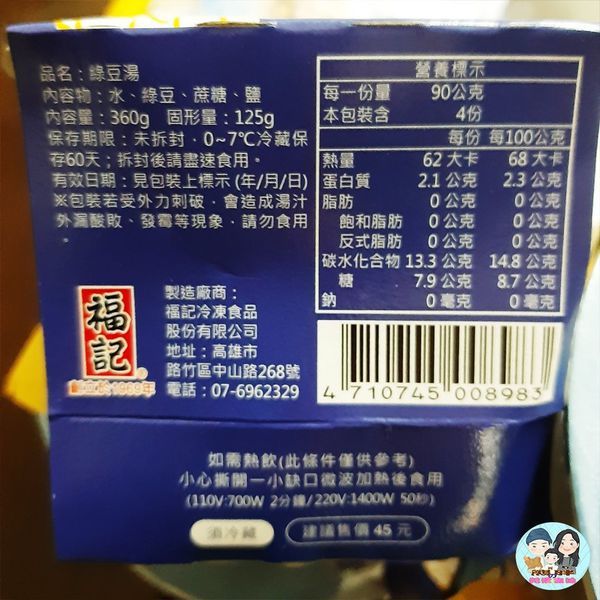 品名：綠豆湯
內容物：水、綠豆、蔗糖、鹽
內容量：360g　固形量：125g
保存期限：未拆封，0~7℃冷藏保
存60天；拆封後請盡速食用。
有效日期：見包裝上標示(年/月/日)
※包裝若受外力刺破，會造成湯汁
外漏酸敗、發霉等現象，請勿食用
。
營養標示
每一份量　90公克
本包裝含　4份
每份　每100公克
熱量　62 大卡　68 大卡
蛋白質　2.1 公克　2.3 公克
脂肪　0 公克　0 公克
飽和脂肪　0 公克　0 公克
反式脂肪　0 公克　0 公克
碳水化合物 13.3 公克　14.8 公克
糖　7.9 公克　8.7 公克
鈉　0 毫克　0 毫克
福記
創立於1969年
製造廠商：
福記冷凍食品
股份有限公司
地址：高雄市
路竹區中山路268號
電話：07-6962329
4 710745 008983
如需熱飲(此條件僅供參考)
小心撕開一小缺口微波加熱後食用
(110V:700W 2分鐘/220V:1400W 50秒)
須冷藏
建議售價 45 元